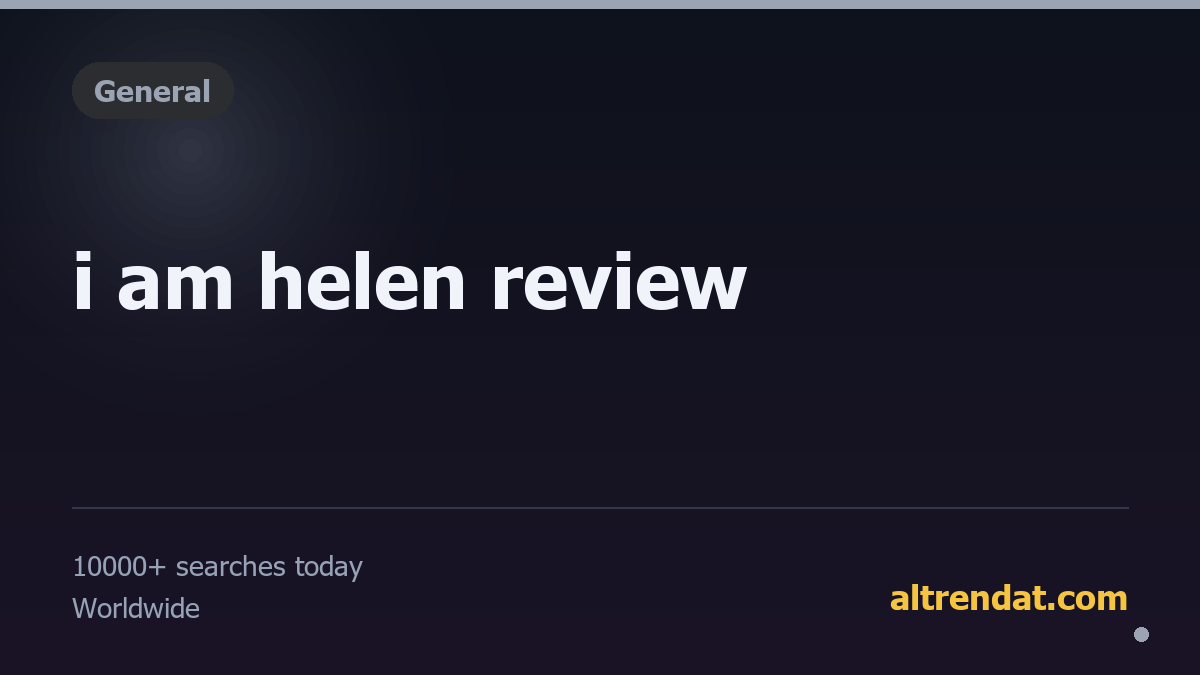 General
i am helen review
10000+ searches today
Worldwide
altrendat.com